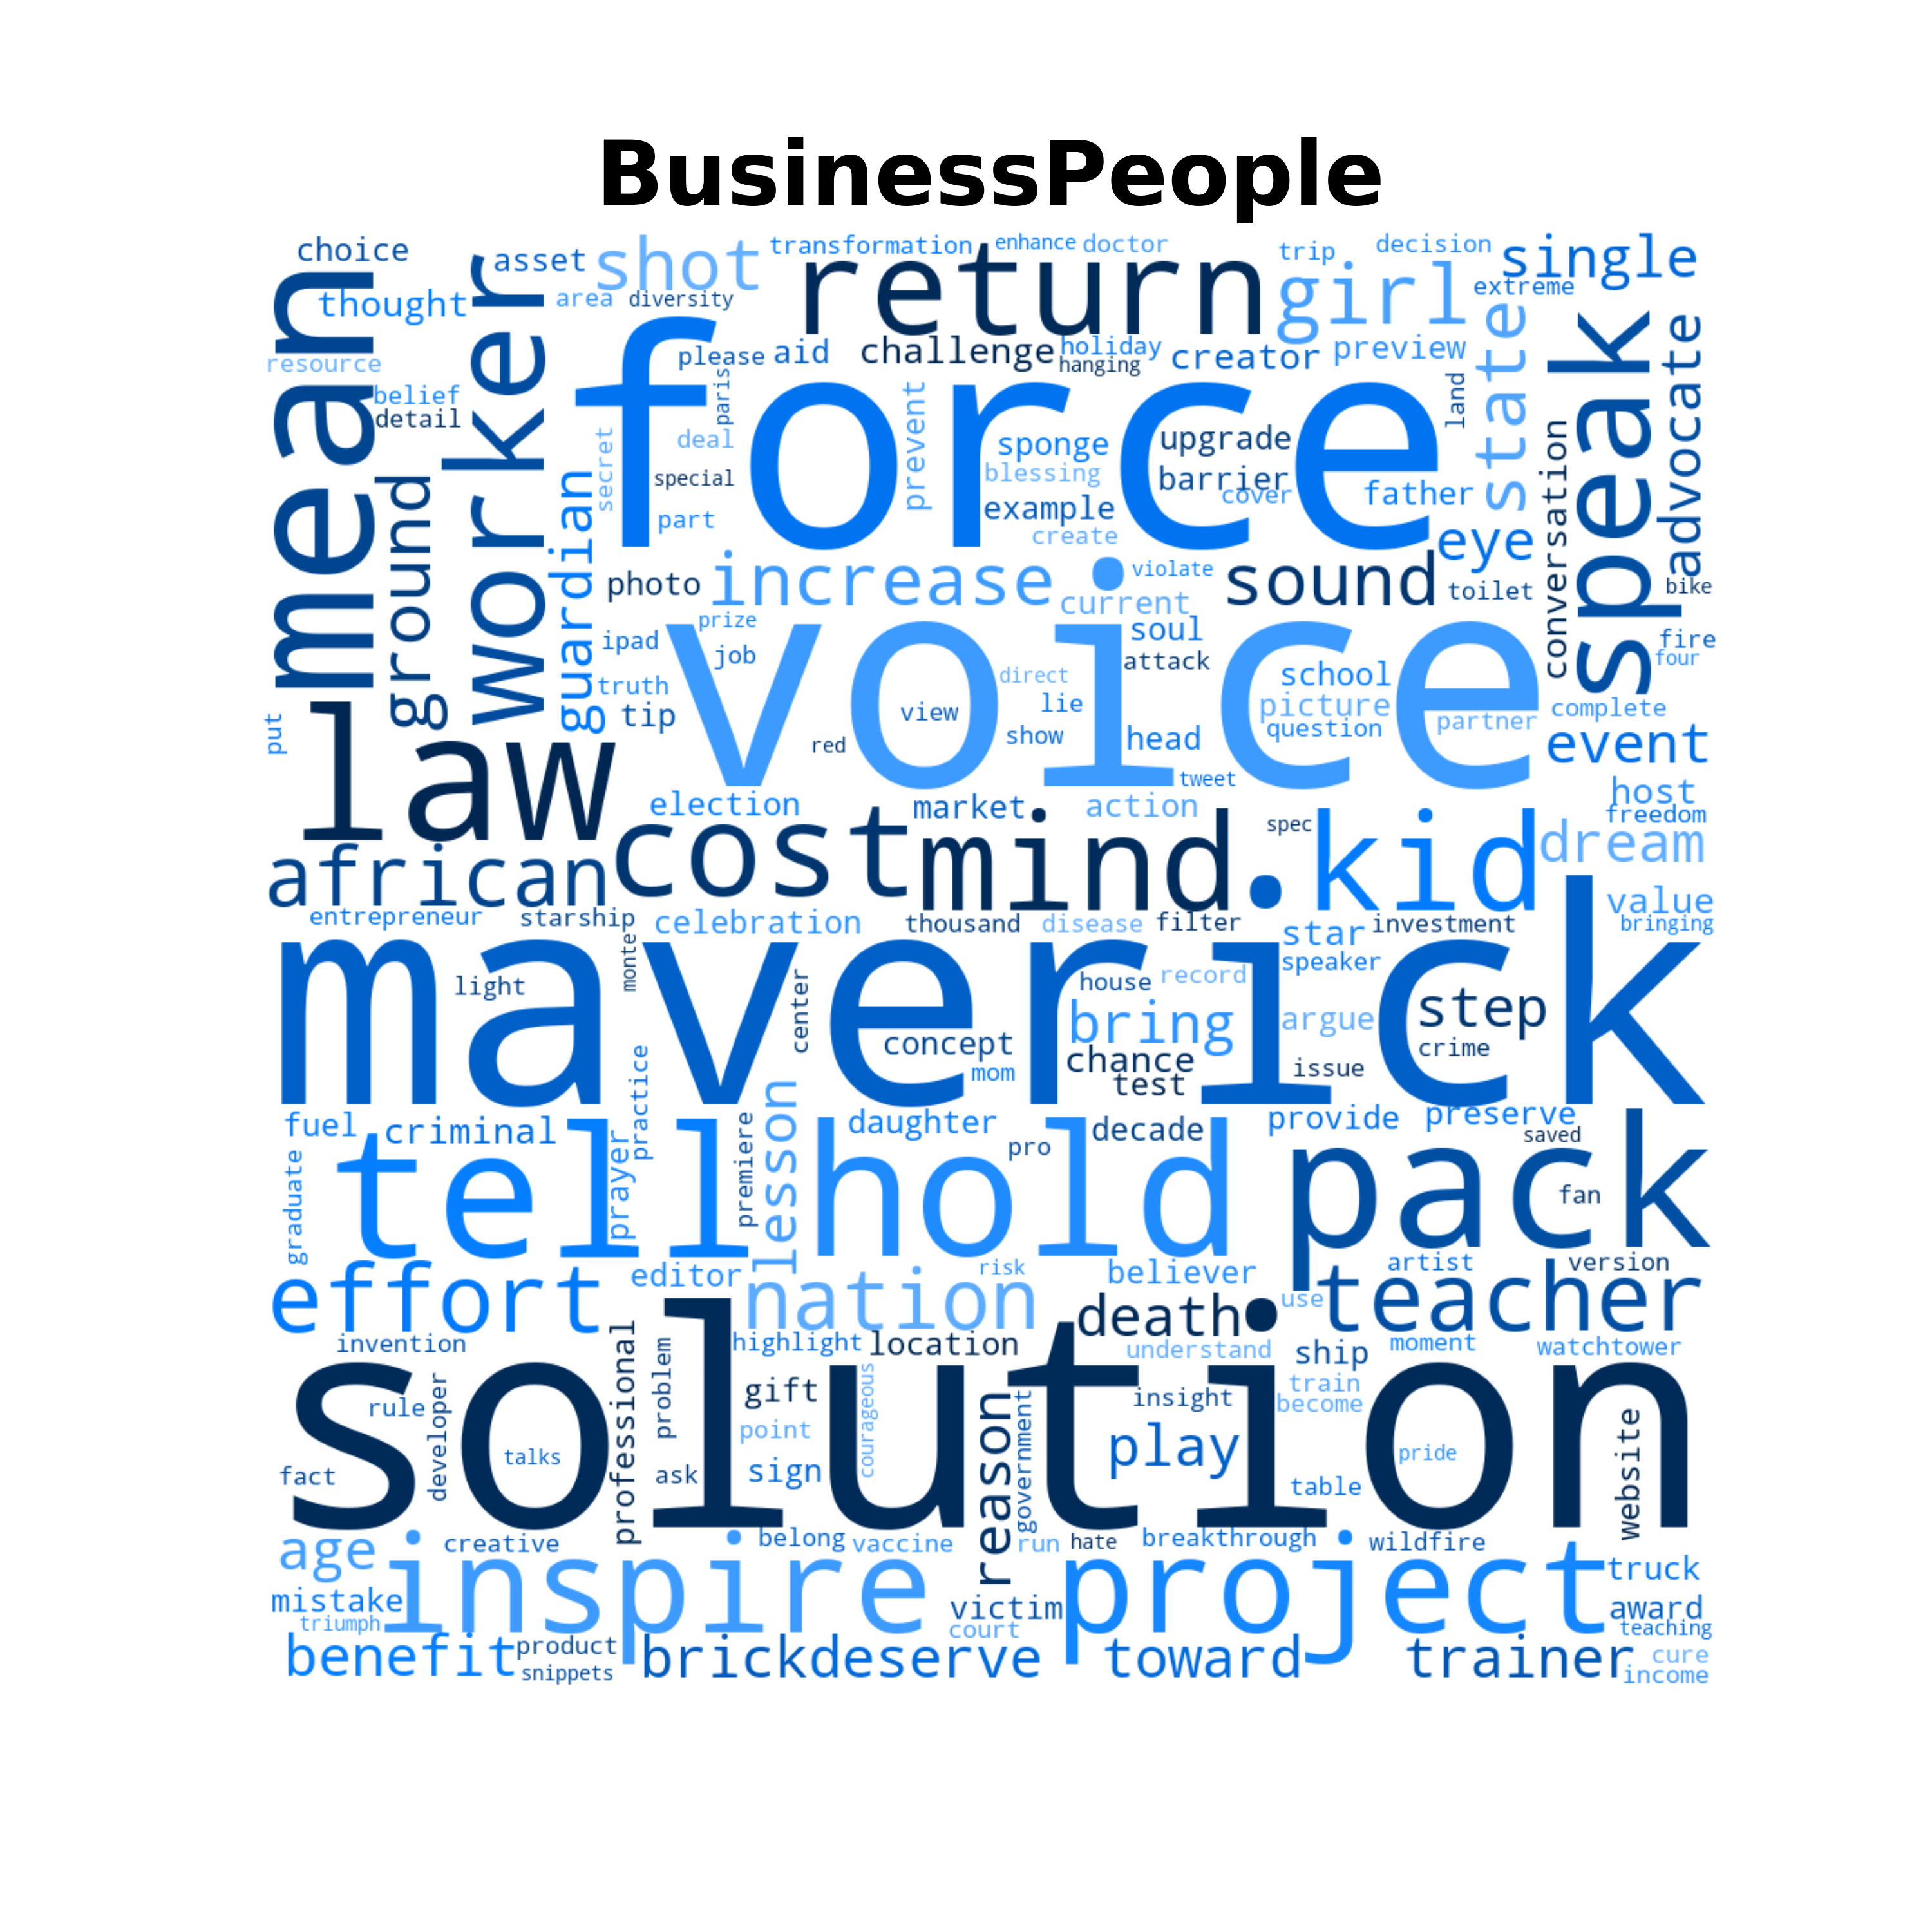 BusinessPeople
choice
asset
shot
transformation
enhance
doctor
trip
decision
single
mean
thought
worker
area
diversity
return
girl
extreme
resource
please
aid
challenge
holiday
hanging
creator
preview
state
speak
advocate
belief
detail
force
paris
land
deal
prevent
sponge
upgrade
secret
special
blessing
barrier
cover
father
ground
guardian
part
example
create
eye
conversation
photo
increase
violate
sound
toilet
bike
current
prize
ipad
job
soul
attack
fire
four
voice
truth
tip
direct
school
picture
question
partner
complete
put
view
lie
show
head
event
law
red
tweet
host
election
market
action
freedom
cost
mind
spec
kid
dream
african
value
entrepreneur
starship
celebration
thousand
disease
filter
star
investment
bringing
maverick
monte
light
center
house
record
speaker
bring
argue
step
concept
chance
crime
mom
test
issue
practice
fuel
criminal
lesson
daughter
decade
provide
preserve
saved
tell
prayer
premiere
hold
pro
pack
fan
graduate
effort
editor
nation
risk
believer
artist
version
use
teacher
death
invention
highlight
location
understand
ship
moment
watchtower
solution
professional
problem
gift
courageous
reason
government
insight
train
become
rule
developer
point
play
website
talks
pride
fact
ask
sign
table
age
creative
belong
vaccine
run
hate
breakthrough
wildfire
inspire
project
truck
mistake
triumph
victim
court
award
teaching
benefit
product
snippets
brick
deserve
toward
trainer
cure
income